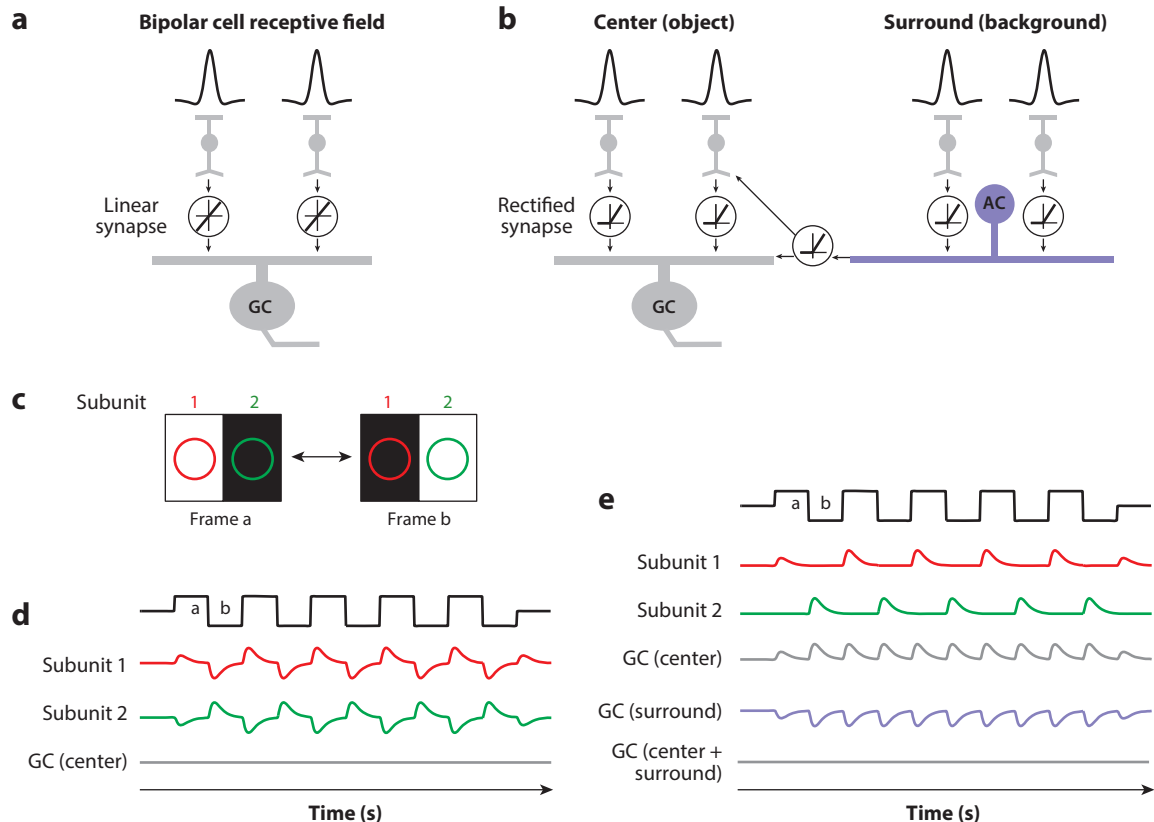 a
Bipolar cell receptive field
Linear
synapse
GC
b
Center (object)
Surround (background)
Rectified
synapse
AC
GC
c
Subunit
1 2
1 2
Frame a
Frame b
d
a b
Subunit 1
Subunit 2
GC (center)
Time (s)
e
a b
Subunit 1
Subunit 2
GC (center)
GC (surround)
GC (center +
surround)
Time (s)